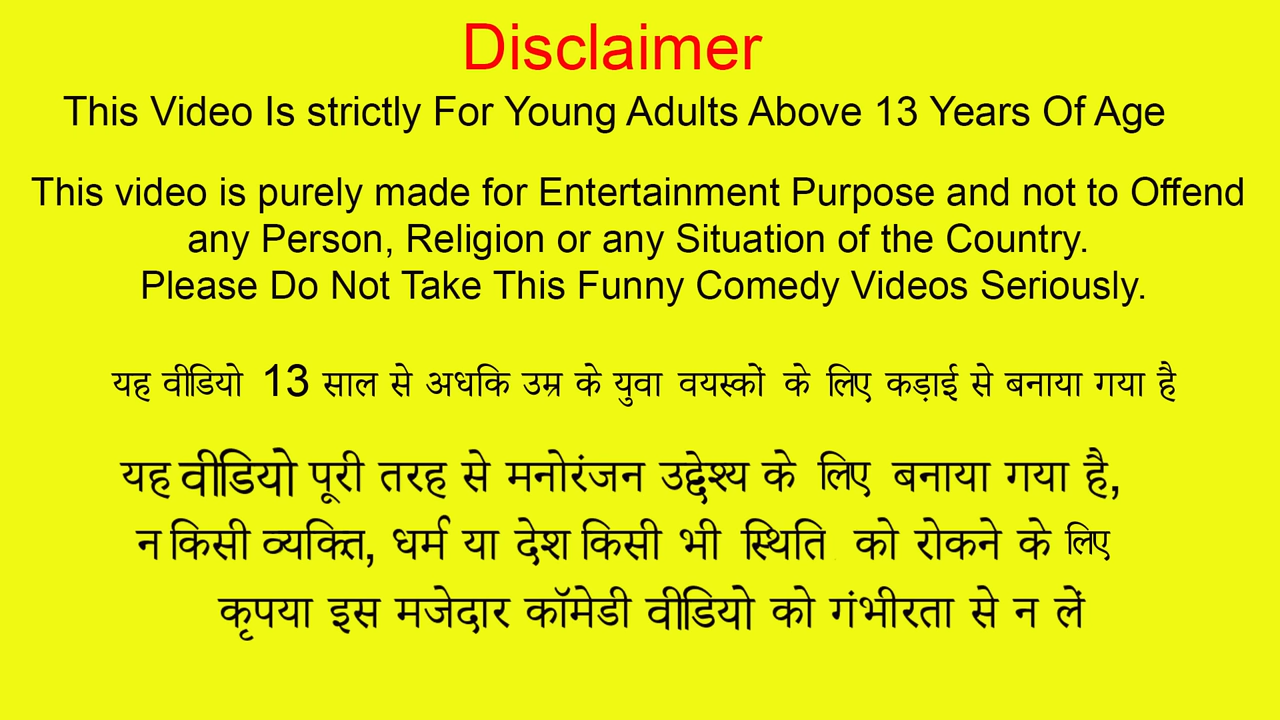 Disclaimer
This Video Is strictly For Young Adults Above 13 Years Of Age
This video is purely made for Entertainment Purpose and not to Offend
any Person, Religion or any Situation of the Country.
Please Do Not Take This Funny Comedy Videos Seriously.
यह वीडियो 13 साल से अधकि उम्र के युवा वयस्कों के लिए कड़ाई से बनाया गया है
यह वीडियो पूरी तरह से मनोरंजन उद्देश्य के लिए बनाया गया है,
न किसी व्यक्ति, धर्म या देश किसी भी स्थिति को रोकने के लिए
कृपया इस मजेदार कॉमेडी वीडियो को गंभीरता से न लें